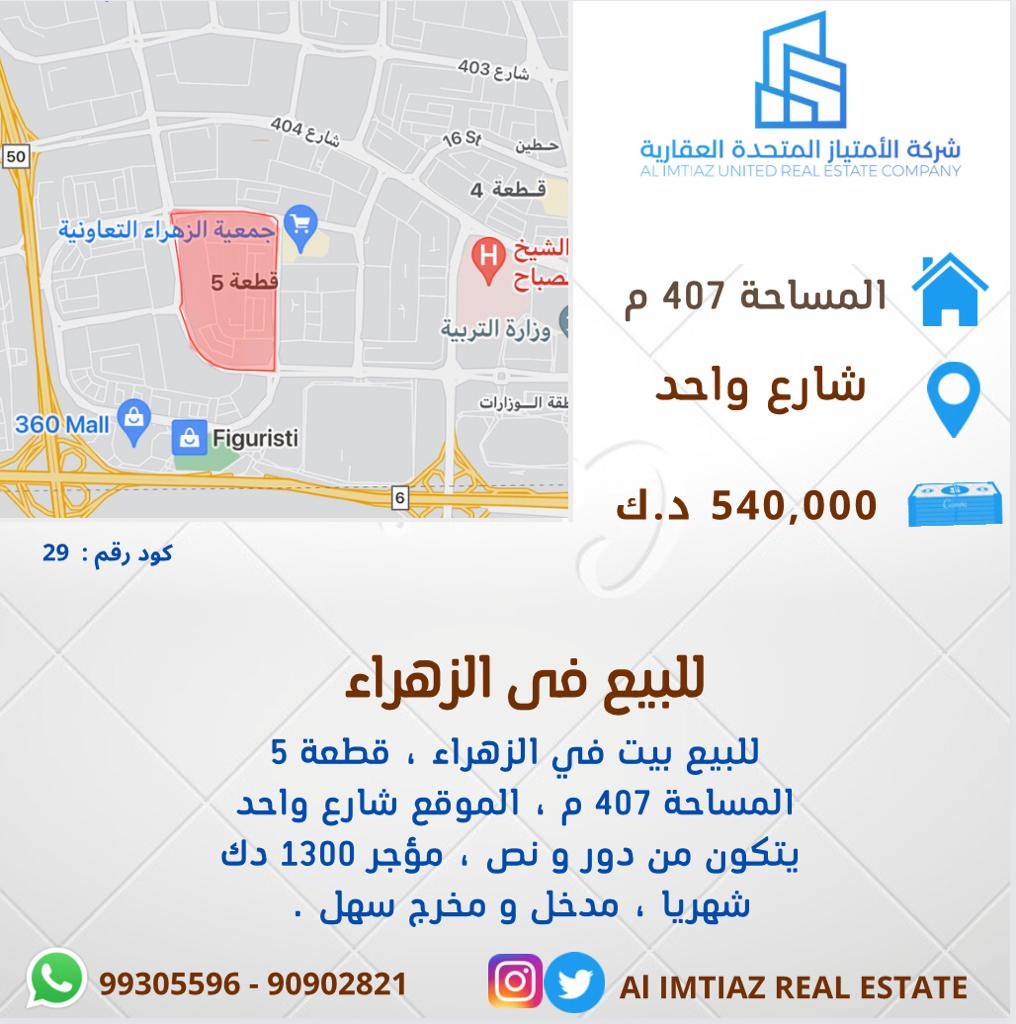 شارع 403
شارع 404
16 St
حطين
50
قطعة 4
جمعية الزهراء التعاونية
H
الشيخ
قطعة 5
وزارة التربية
360 Mall
Figuristi
6
شركة الأمتياز المتحدة العقارية
AL IMTIAZ UNITED REAL ESTATE COMPANY
المساحة 407 م
شارع واحد
540,000 د.ك
كود رقم : 29
للبيع فى الزهراء
للبيع بيت في الزهراء ، قطعة 5
المساحة 407 م ، الموقع شارع واحد
يتكون من دور و نص ، مؤجر 1300 دك
شهريا ، مدخل و مخرج سهل .
99305596 - 90902821
Al IMTIAZ REAL ESTATE